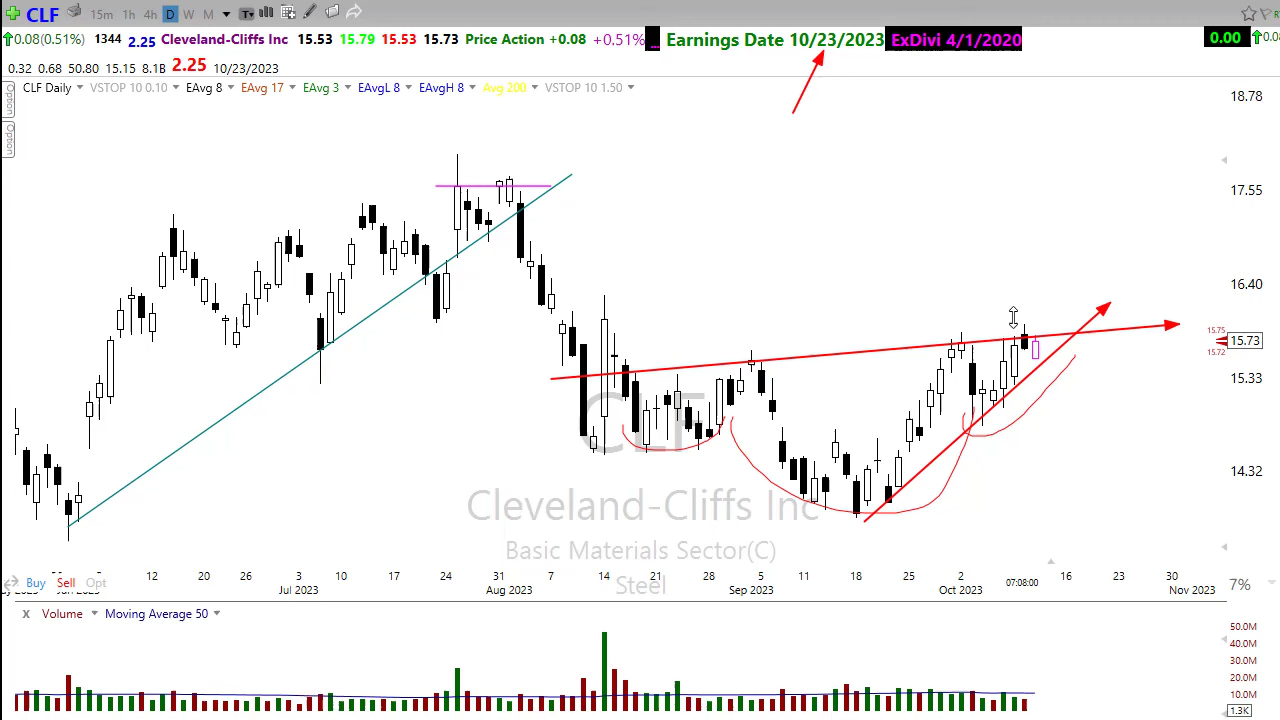 CLF 15m 1h 4h D W M
0.08(0.51%) 1344 2.25 Cleveland-Cliffs Inc 15.53 15.79 15.53 15.73 Price Action +0.08 +0.51% ... Earnings Date 10/23/2023 ExDivi 4/1/2020 0.00
0.32 0.68 50.80 15.15 8.1B 2.25 10/23/2023
CLF Daily VSTOP 10 0.10 EAvg 8 EAvg 17 EAvg 3 EAvgL 8 EAvgH 8 Avg 200 VSTOP 10 1.50
Option
Option
18.78
17.55
16.40
15.75
15.73
15.72
15.33
14.32
CLF
Cleveland-Cliffs Inc
Basic Materials Sector(C)
Steel
12 20 26 3 10 17 24 31 7 14 21 28 5 11 18 25 2 07:08:00 16 23 30
Buy Sell Opt
7%
Jul 2023 Aug 2023 Sep 2023 Oct 2023 Nov 2023
X Volume Moving Average 50
50.0M
40.0M
30.0M
20.0M
10.0M
1.3K